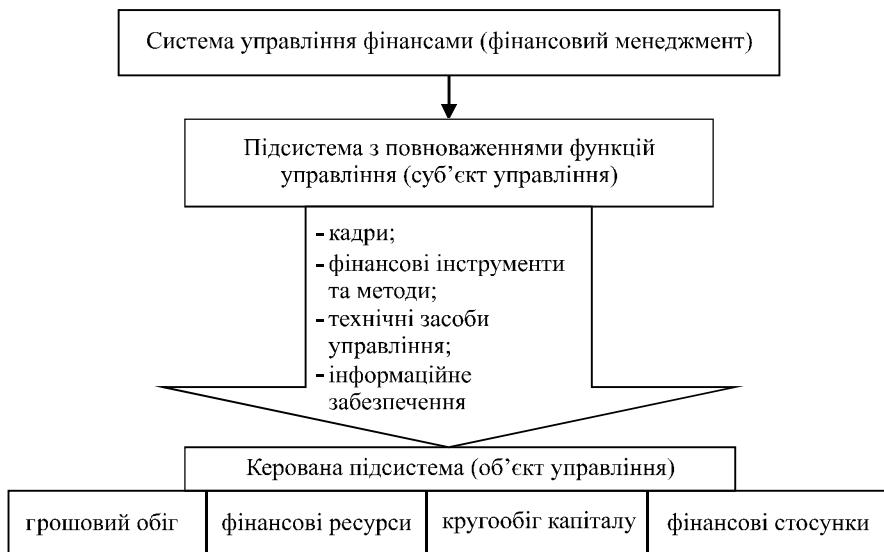 Система управління фінансами (фінансовий менеджмент)
Підсистема з повноваженнями функцій
управління (суб’єкт управління)
- кадри;
- фінансові інструменти
та методи;
- технічні засоби
управління;
- інформаційне
забезпечення
Керована підсистема (об’єкт управління)
грошовий обіг
фінансові ресурси
кругообіг капіталу
фінансові стосунки